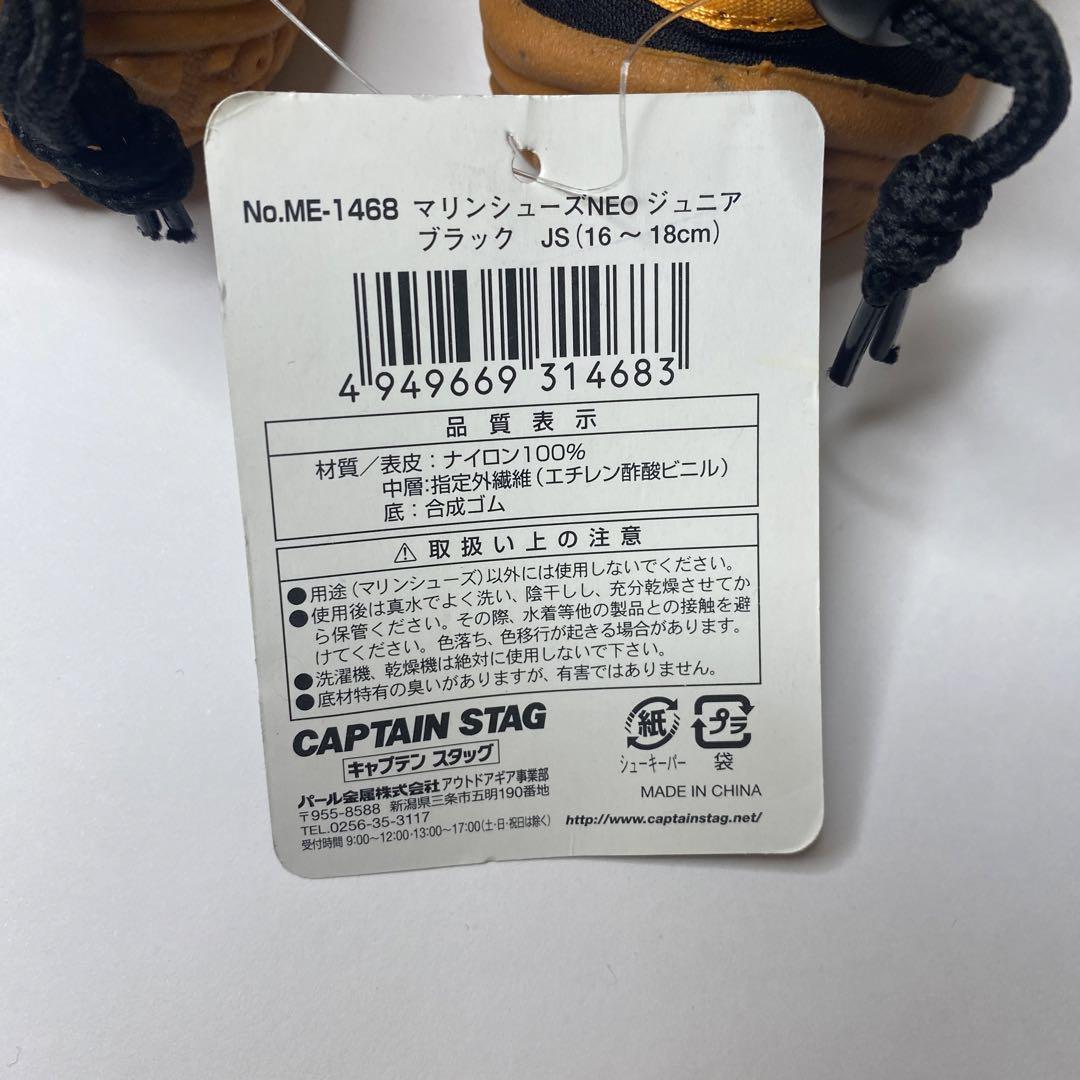 No.ME-1468 マリンシューズNEO ジュニア
ブラック JS(16～18cm)
4 949669 314683
品質表示
材質／表皮：ナイロン100%
中層:指定外繊維(エチレン酢酸ビニル)
底：合成ゴム
⚠取扱い上の注意
●用途(マリンシューズ)以外には使用しないでください。
●使用後は真水でよく洗い、陰干しし、充分乾燥させてか
ら保管ください。その際、水着等他の製品との接触を避
けてください。色落ち、色移行が起きる場合があります。
●洗濯機、乾燥機は絶対に使用しないで下さい。
●底材特有の臭いがありますが、有害ではありません。
CAPTAIN STAG
キャプテン スタッグ
パール金属株式会社 アウトドアギア事業部
〒955-8588 新潟県三条市五明190番地
TEL.0256-35-3117
受付時間 9:00～12:00・13:00～17:00(土・日・祝日は除く)
紙
シューキーパー
プラ
袋
MADE IN CHINA
http://www.captainstag.net/